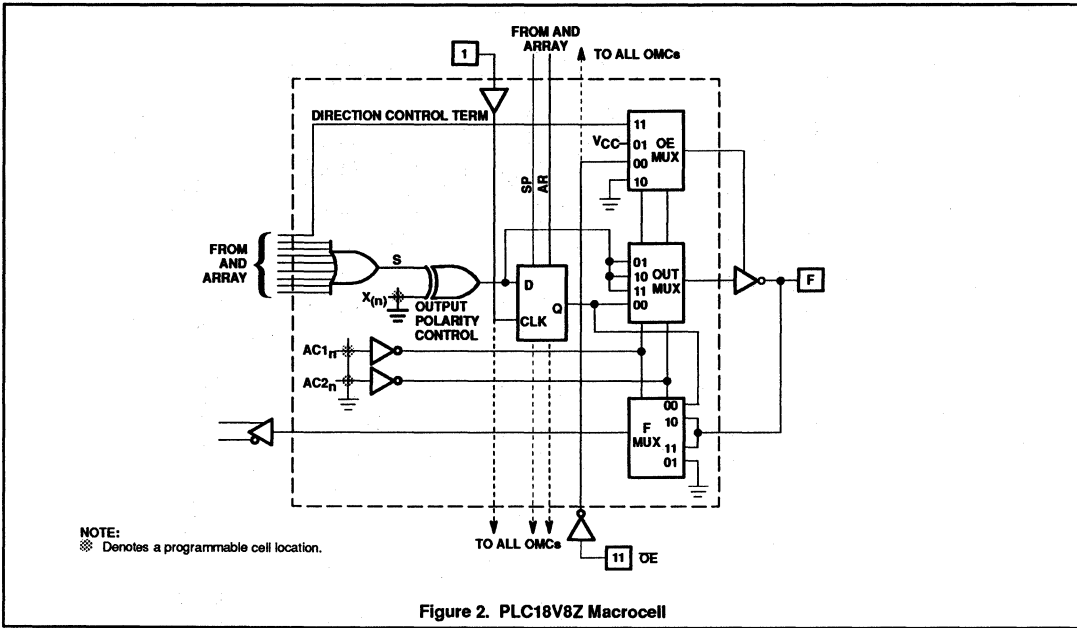 FROM AND
ARRAY
1
TO ALL OMCs
DIRECTION CONTROL TERM
11
VCC
01
OE
MUX
00
10
SP
AR
FROM
AND
ARRAY
S
X(n)
OUTPUT
POLARITY
CONTROL
D
Q
CLK
01
10
OUT
MUX
11
00
F
AC1n
AC2n
00
10
F
MUX
11
01
NOTE:
Denotes a programmable cell location.
TO ALL OMCs
11
OE
Figure 2. PLC18V8Z Macrocell